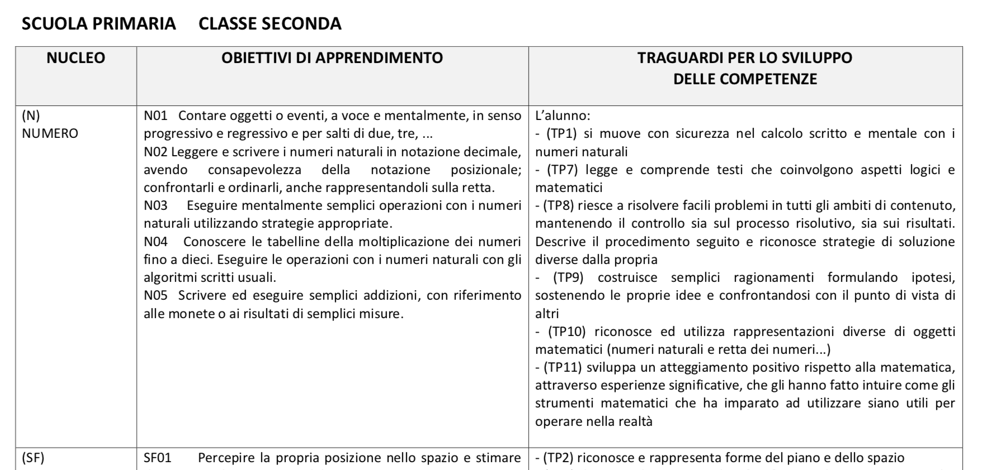 SCUOLA PRIMARIA CLASSE SECONDA
NUCLEO
OBIETTIVI DI APPRENDIMENTO
TRAGUARDI PER LO SVILUPPO
DELLE COMPETENZE
(N)
NUMERO
N01 Contare oggetti o eventi, a voce e mentalmente, in senso
progressivo e regressivo e per salti di due, tre, ...
N02 Leggere e scrivere i numeri naturali in notazione decimale,
avendo consapevolezza della notazione posizionale;
confrontarli e ordinarli, anche rappresentandoli sulla retta.
N03 Eseguire mentalmente semplici operazioni con i numeri
naturali utilizzando strategie appropriate.
N04 Conoscere le tabelline della moltiplicazione dei numeri
fino a dieci. Eseguire le operazioni con i numeri naturali con gli
algoritmi scritti usuali.
N05 Scrivere ed eseguire semplici addizioni, con riferimento
alle monete o ai risultati di semplici misure.
L’alunno:
- (TP1) si muove con sicurezza nel calcolo scritto e mentale con i
numeri naturali
- (TP7) legge e comprende testi che coinvolgono aspetti logici e
matematici
- (TP8) riesce a risolvere facili problemi in tutti gli ambiti di contenuto,
mantenendo il controllo sia sul processo risolutivo, sia sui risultati.
Descrive il procedimento seguito e riconosce strategie di soluzione
diverse dalla propria
- (TP9) costruisce semplici ragionamenti formulando ipotesi,
sostenendo le proprie idee e confrontandosi con il punto di vista di
altri
- (TP10) riconosce ed utilizza rappresentazioni diverse di oggetti
matematici (numeri naturali e retta dei numeri...)
- (TP11) sviluppa un atteggiamento positivo rispetto alla matematica,
attraverso esperienze significative, che gli hanno fatto intuire come gli
strumenti matematici che ha imparato ad utilizzare siano utili per
operare nella realtà
(SF)
SF01 Percepire la propria posizione nello spazio e stimare
- (TP2) riconosce e rappresenta forme del piano e dello spazio